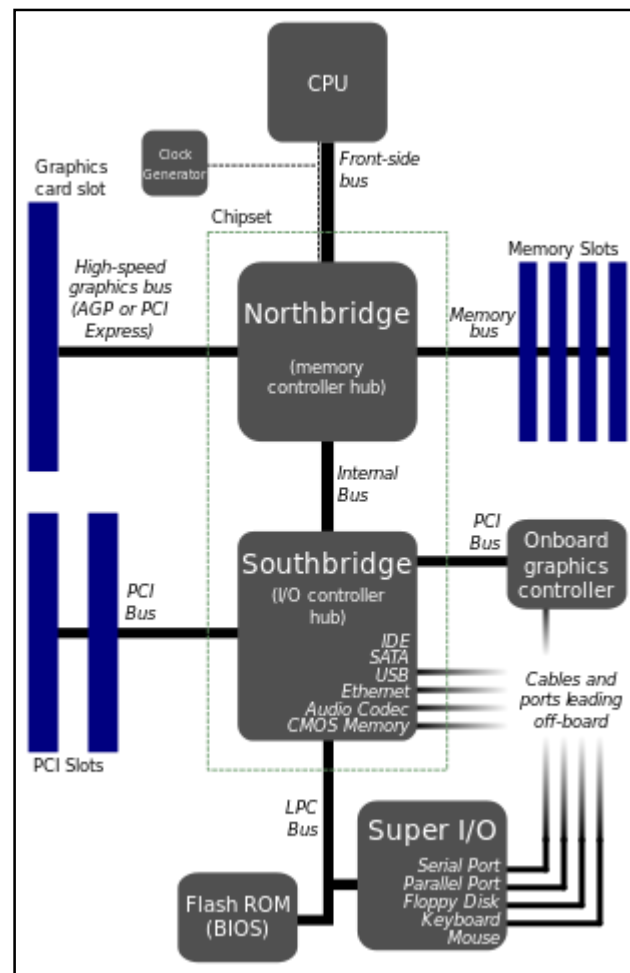 CPU
Clock
Generator
Front-side
bus
Graphics
card slot
Chipset
High-speed
graphics bus
(AGP or PCI
Express)
Northbridge
(memory
controller hub)
Memory
bus
Memory Slots
Internal
Bus
PCI
Bus
Southbridge
(I/O controller
hub)
PCI
Bus
Onboard
graphics
controller
IDE
SATA
USB
Ethernet
Audio Codec
CMOS Memory
Cables and
ports leading
off-board
PCI Slots
LPC
Bus
Super I/O
Serial Port
Parallel Port
Floppy Disk
Keyboard
Mouse
Flash ROM
(BIOS)